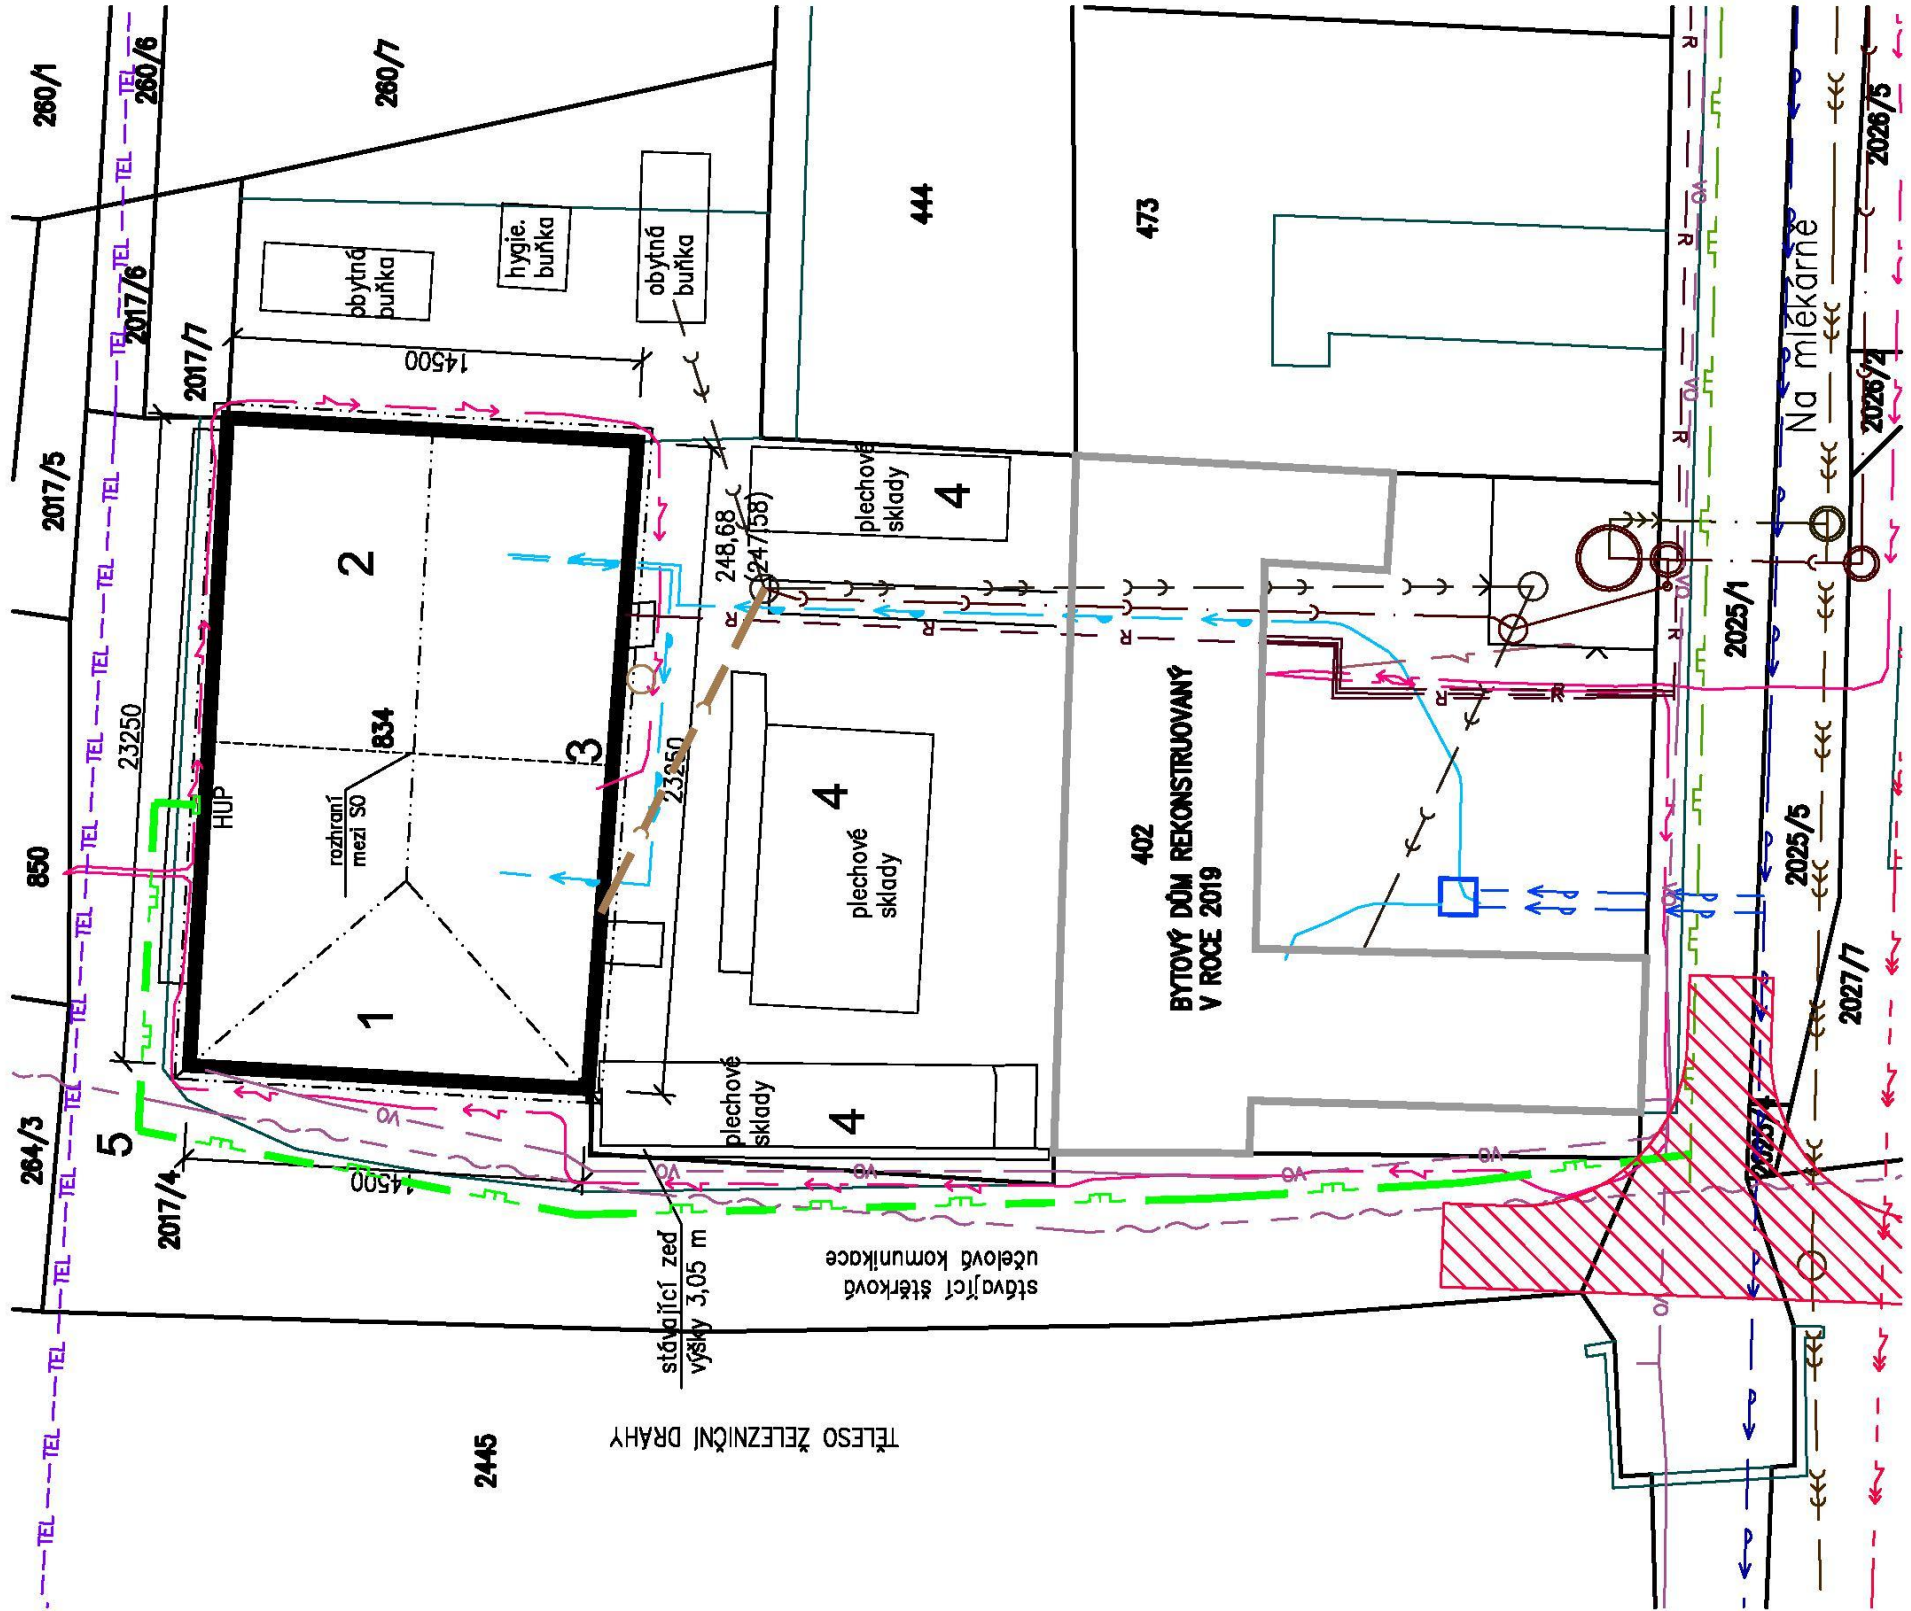 260/1
260/6
260/7
TEL
2017/6
2017/7
2017/5
850
264/3
2017/4
5
23250
14500
obytná
buňka
hygie.
buňka
obytná
buňka
444
473
2
834
rozhraní
mezi SO
HUP
1
3
14500
23250
248,68
(247,58)
plechové
sklady
4
plechové
sklady
4
plechové
sklady
4
402
BYTOVÝ DŮM REKONSTRUOVANÝ
V ROCE 2019
stávající zeď
výšky 3,05 m
stávající štěrková
účelová komunikace
TĚLESO ŽELEZNIČNÍ DRÁHY
2445
VO
R
Na mlékárně
2026/5
2026/2
2025/1
2025/5
2027/7